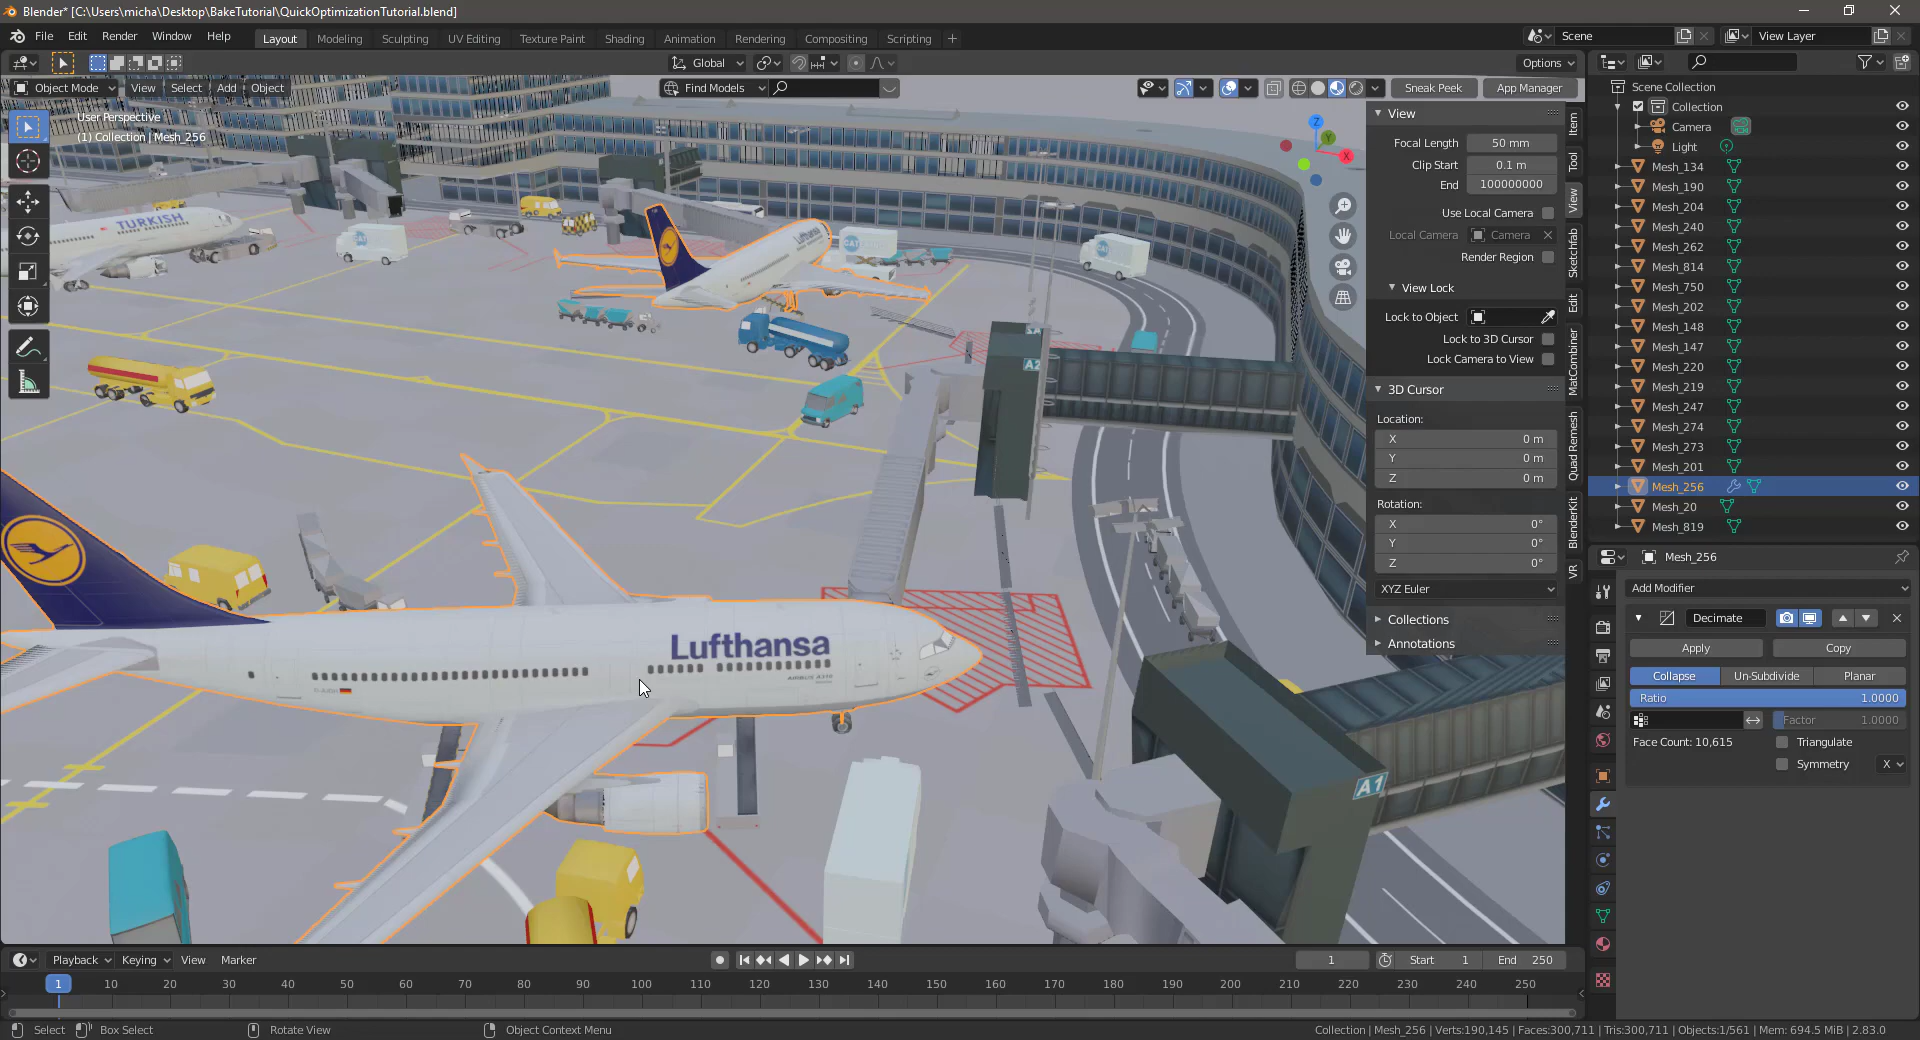 Blender* [C:\Users\micha\Desktop\BakeTutorial\QuickOptimizationTutorial.blend]
File Edit Render Window Help
Layout Modeling Sculpting UV Editing Texture Paint Shading Animation Rendering Compositing Scripting +
Scene
View Layer
Global
Options
Object Mode View Select Add Object
Find Models
Sneak Peek
App Manager
User Perspective
(1) Collection | Mesh_256
Z
Y
X
TURKISH
Lufthansa
A2
Lufthansa
AIRBUS A310
A1
View
Focal Length 50 mm
Clip Start 0.1 m
End 100000000
Use Local Camera
Local Camera Camera
Render Region
View Lock
Lock to Object
Lock to 3D Cursor
Lock Camera to View
3D Cursor
Location:
X 0 m
Y 0 m
Z 0 m
Rotation:
X 0°
Y 0°
Z 0°
XYZ Euler
Collections
Annotations
Item
Tool
View
Sketchfab
Edit
MatCombiner
Quad Remesh
BlenderKit
VR
Scene Collection
Collection
Camera
Light
Mesh_134
Mesh_190
Mesh_204
Mesh_240
Mesh_262
Mesh_814
Mesh_750
Mesh_202
Mesh_148
Mesh_147
Mesh_220
Mesh_219
Mesh_247
Mesh_274
Mesh_273
Mesh_201
Mesh_256
Mesh_20
Mesh_819
Mesh_256
Add Modifier
Decimate
Apply Copy
Collapse Un-Subdivide Planar
Ratio 1.0000
Factor 1.0000
Face Count: 10,615 Triangulate
Symmetry X
Playback Keying View Marker
1 Start 1 End 250
1 10 20 30 40 50 60 70 80 90 100 110 120 130 140 150 160 170 180 190 200 210 220 230 240 250
Select Box Select Rotate View Object Context Menu
Collection | Mesh_256 | Verts:190,145 | Faces:300,711 | Tris:300,711 | Objects:1/561 | Mem: 694.5 MiB | 2.83.0